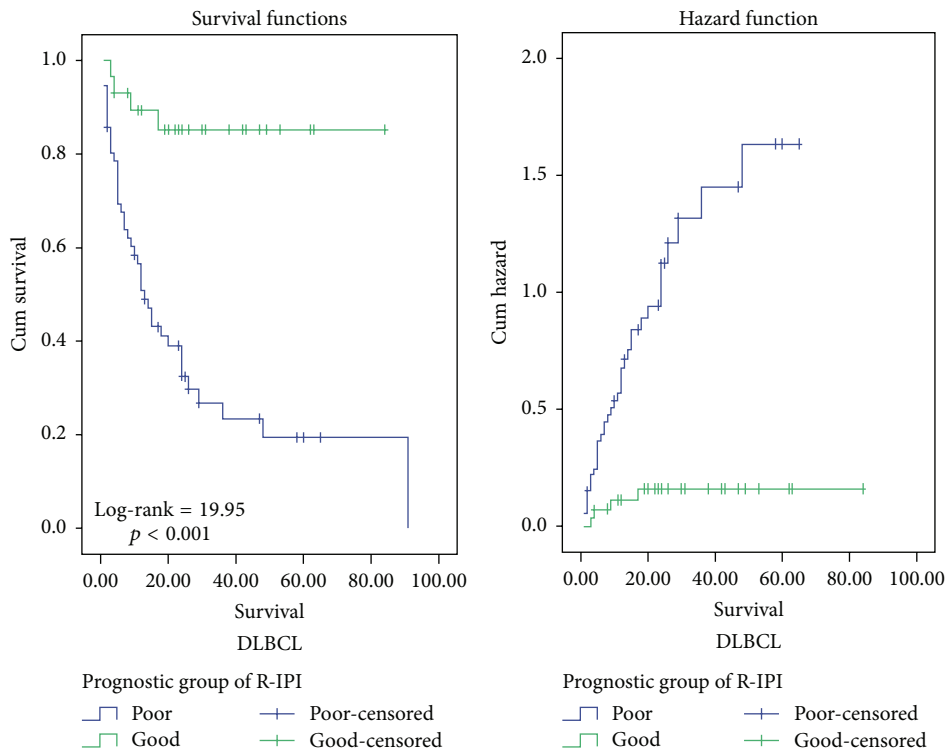 Survival functions
Cum survival
1.0
0.8
0.6
0.4
0.2
0.0
Log-rank = 19.95
p < 0.001
0.00 20.00 40.00 60.00 80.00 100.00
Survival
DLBCL
Prognostic group of R-IPI
Poor Poor-censored
Good Good-censored
Hazard function
Cum hazard
2.0
1.5
1.0
0.5
0.0
0.00 20.00 40.00 60.00 80.00 100.00
Survival
DLBCL
Prognostic group of R-IPI
Poor Poor-censored
Good Good-censored